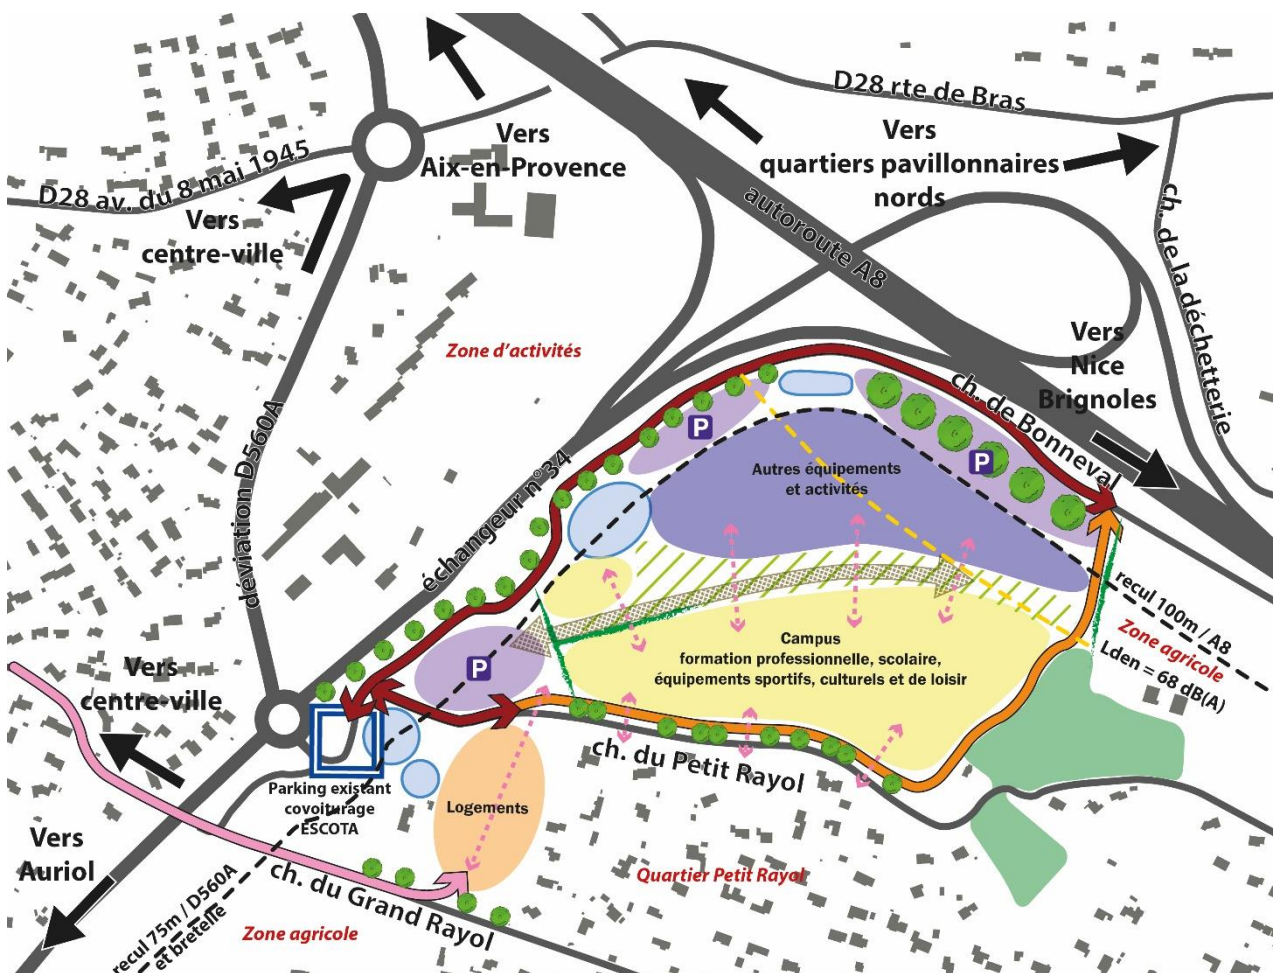 D28 rte de Bras
Vers
Aix-en-Provence
Vers
quartiers pavillonnaires
nords
D28 av. du 8 mai 1945
Vers
centre-ville
autoroute A8
ch. de la déchetterie
Zone d'activités
Vers
Nice
Brignoles
ch. de Bonneval
déviation D560A
échangeur n°34
P
P
Autres équipements
et activités
recul 100m / A8
Zone agricole
Lden = 68 dB(A)
Campus
formation professionnelle, scolaire,
équipements sportifs, culturels et de loisir
P
Vers
centre-ville
ch. du Petit Rayol
Parking existant
covoiturage
ESCOTA
Logements
Vers
Auriol
Quartier Petit Rayol
ch. du Grand Rayol
recul 75m / D560A
et bretelle
Zone agricole